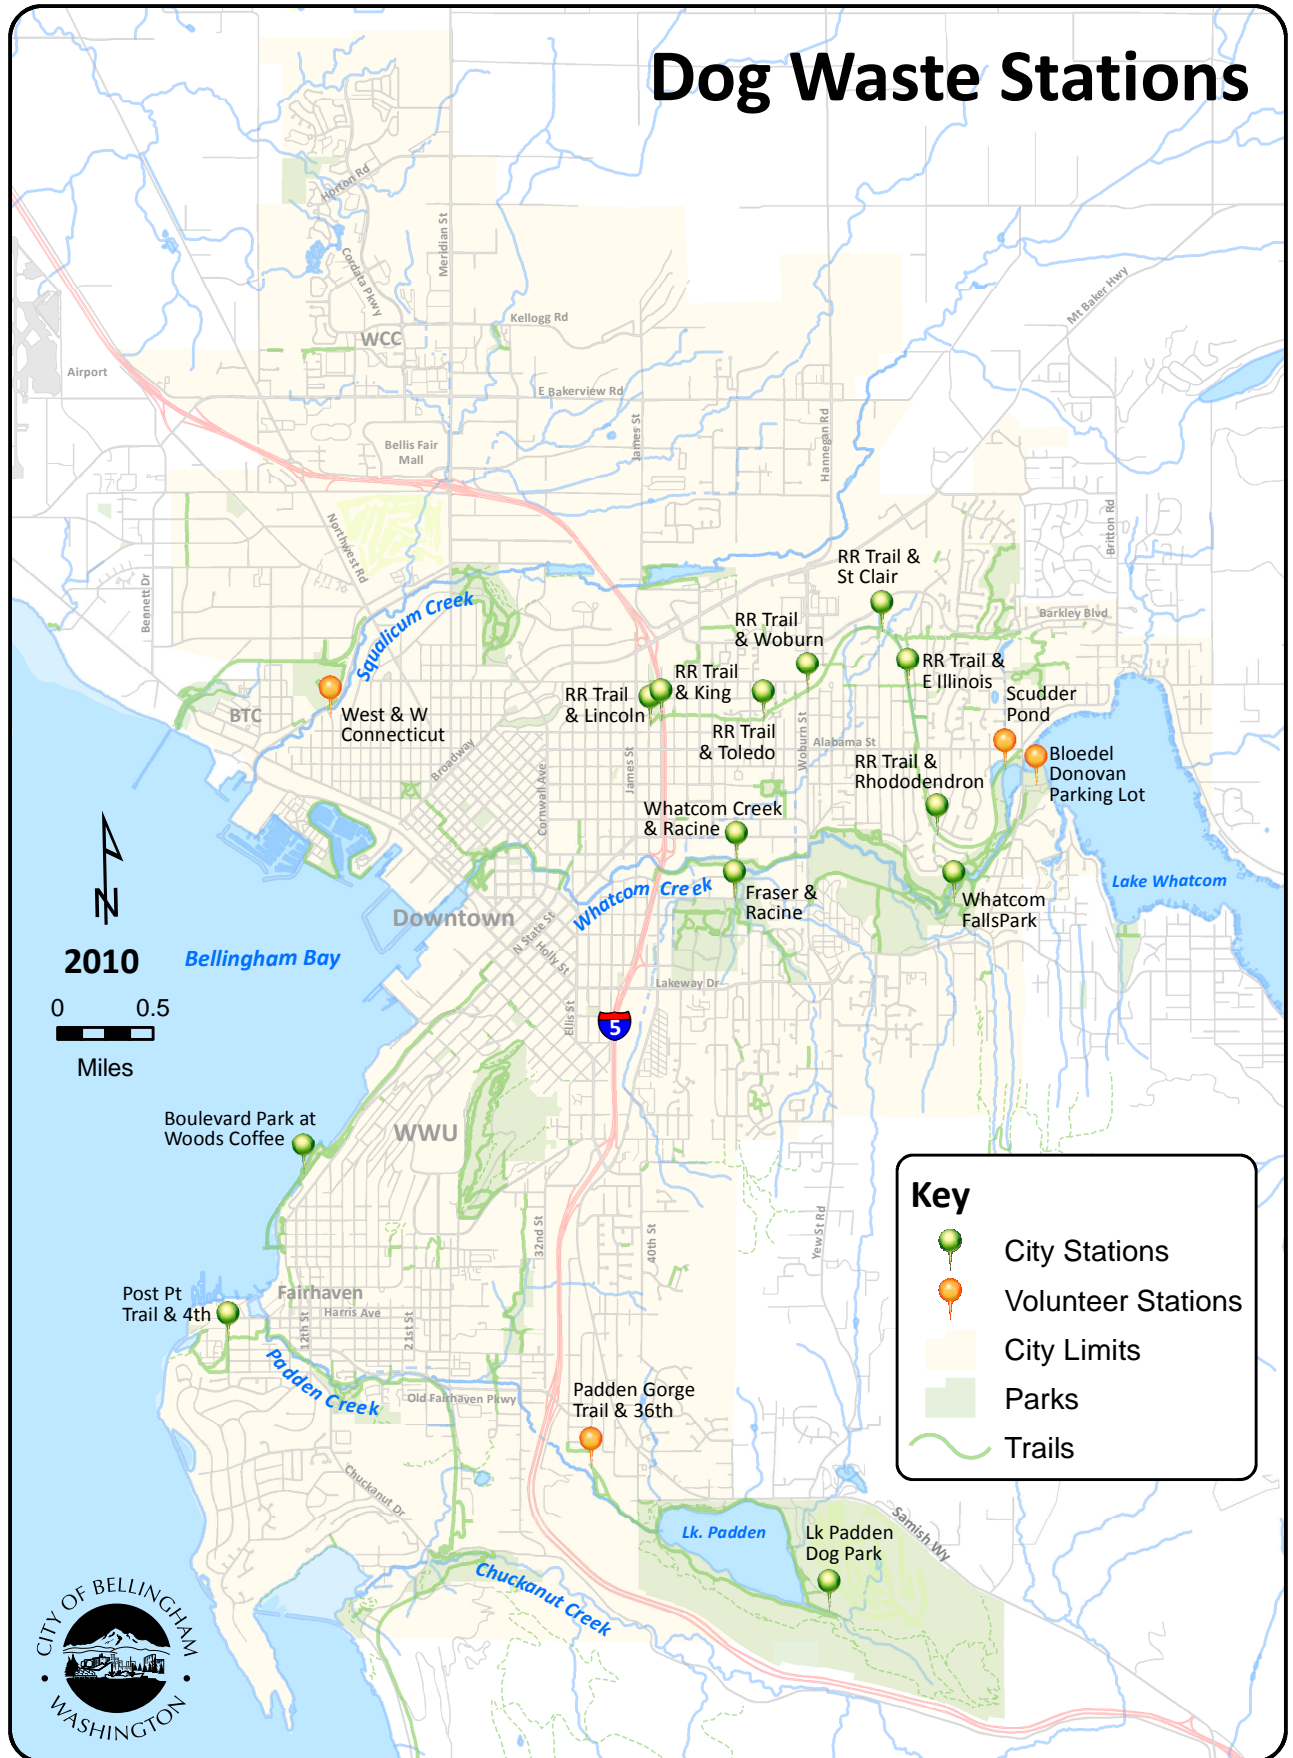 Dog Waste Stations
Horton Rd
Meridian St
Cordata Pkwy
Mt Baker Hwy
Kellogg Rd
WCC
Airport
E Bakerview Rd
James St
Hannegan Rd
Bellis Fair
Mall
Northwest Rd
Britton Rd
Bennett Dr
RR Trail &
St Clair
Squalicum Creek
Barkley Blvd
RR Trail
& Woburn
RR Trail &
E Illinois
RR Trail
& King
RR Trail
& Lincoln
Scudder
Pond
BTC
West & W
Connecticut
RR Trail
& Toledo
Woburn St
Alabama St
Broadway
James St
Cornwall Ave
RR Trail &
Rhododendron
Bloedel
Donovan
Parking Lot
Whatcom Creek
& Racine
N
Whatcom Creek
Fraser &
Racine
Whatcom
FallsPark
Lake Whatcom
Downtown
N State St
Holly St
2010
Bellingham Bay
Lakeway Dr
0 0.5
Miles
Ellis St
5
Boulevard Park at
Woods Coffee
WWU
32nd St
40th St
Yew St Rd
Key
City Stations
Volunteer Stations
City Limits
Parks
Trails
Post Pt
Trail & 4th
Fairhaven
Harris Ave
12th St
21st St
Padden Creek
Old Fairhaven Pkwy
Padden Gorge
Trail & 36th
Chuckanut Dr
Samish Wy
Lk. Padden
Lk Padden
Dog Park
Chuckanut Creek
CITY OF BELLINGHAM
WASHINGTON